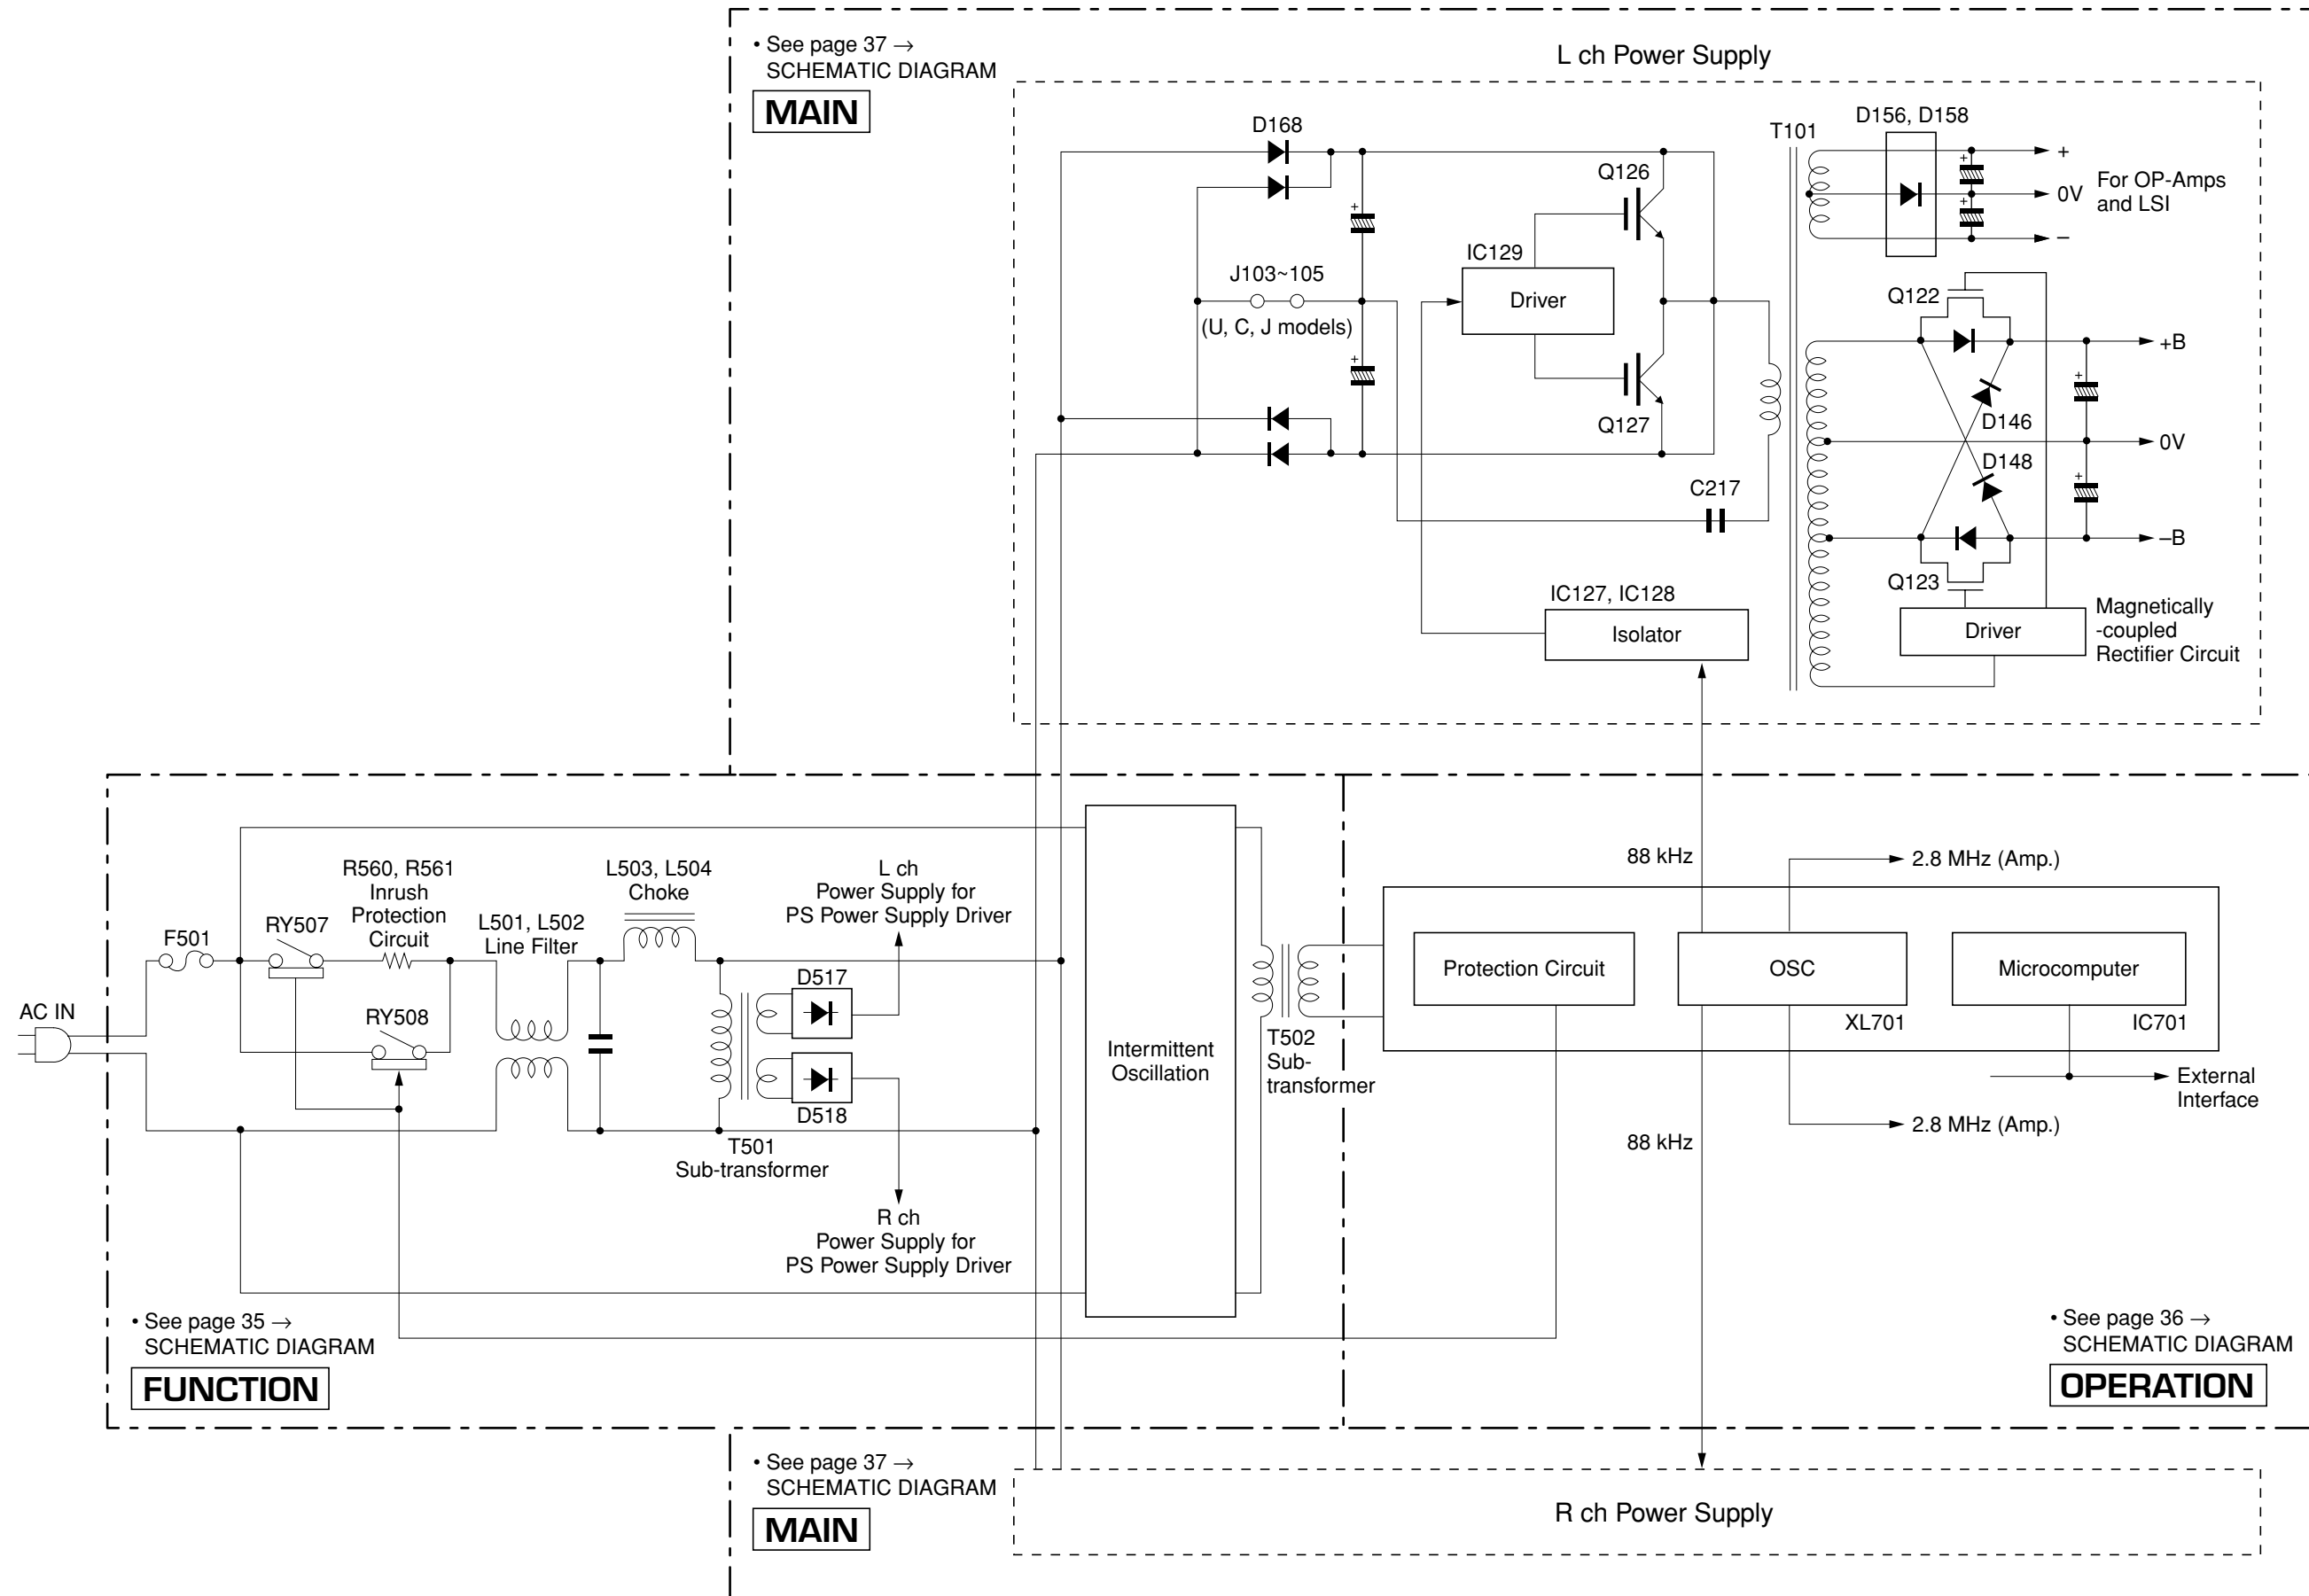 • See page 37 →
SCHEMATIC DIAGRAM
MAIN
L ch Power Supply
D168
J103~105
(U, C, J models)
IC129
Driver
Q126
Q127
T101
D156, D158
+
0V
–
For OP-Amps
and LSI
Q122
+B
D146
0V
D148
–B
Q123
Driver
Magnetically
-coupled
Rectifier Circuit
C217
IC127, IC128
Isolator
+
+
+
+
+
+
AC IN
F501
RY507
R560, R561
Inrush
Protection
Circuit
RY508
L501, L502
Line Filter
L503, L504
Choke
L ch
Power Supply for
PS Power Supply Driver
D517
D518
T501
Sub-transformer
R ch
Power Supply for
PS Power Supply Driver
Intermittent
Oscillation
T502
Sub-
transformer
• See page 35 →
SCHEMATIC DIAGRAM
FUNCTION
88 kHz
2.8 MHz (Amp.)
Protection Circuit
OSC
XL701
Microcomputer
IC701
External
Interface
2.8 MHz (Amp.)
88 kHz
• See page 36 →
SCHEMATIC DIAGRAM
OPERATION
• See page 37 →
SCHEMATIC DIAGRAM
MAIN
R ch Power Supply